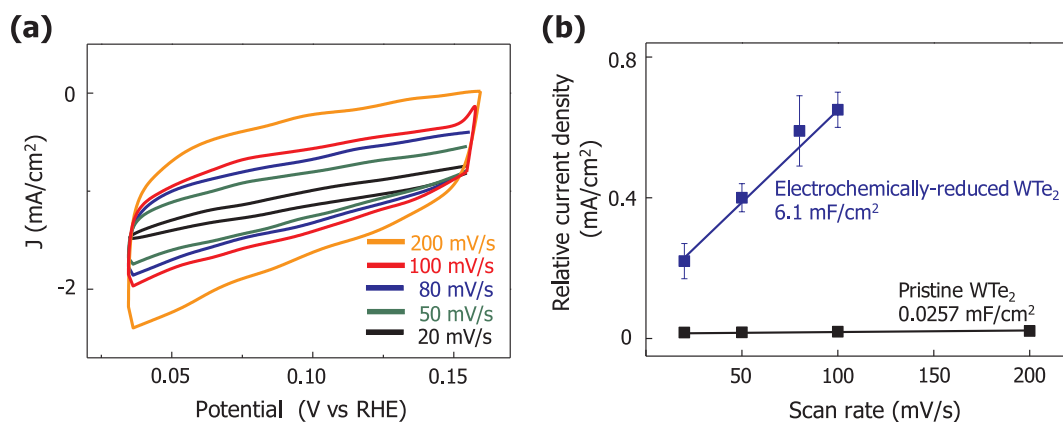 (a)
J (mA/cm²)
0
-2
200 mV/s
100 mV/s
80 mV/s
50 mV/s
20 mV/s
0.05
0.10
0.15
Potential (V vs RHE)
(b)
Relative current density
(mA/cm²)
0.8
0.4
0
Electrochemically-reduced WTe₂
6.1 mF/cm²
Pristine WTe₂
0.0257 mF/cm²
50
100
150
200
Scan rate (mV/s)